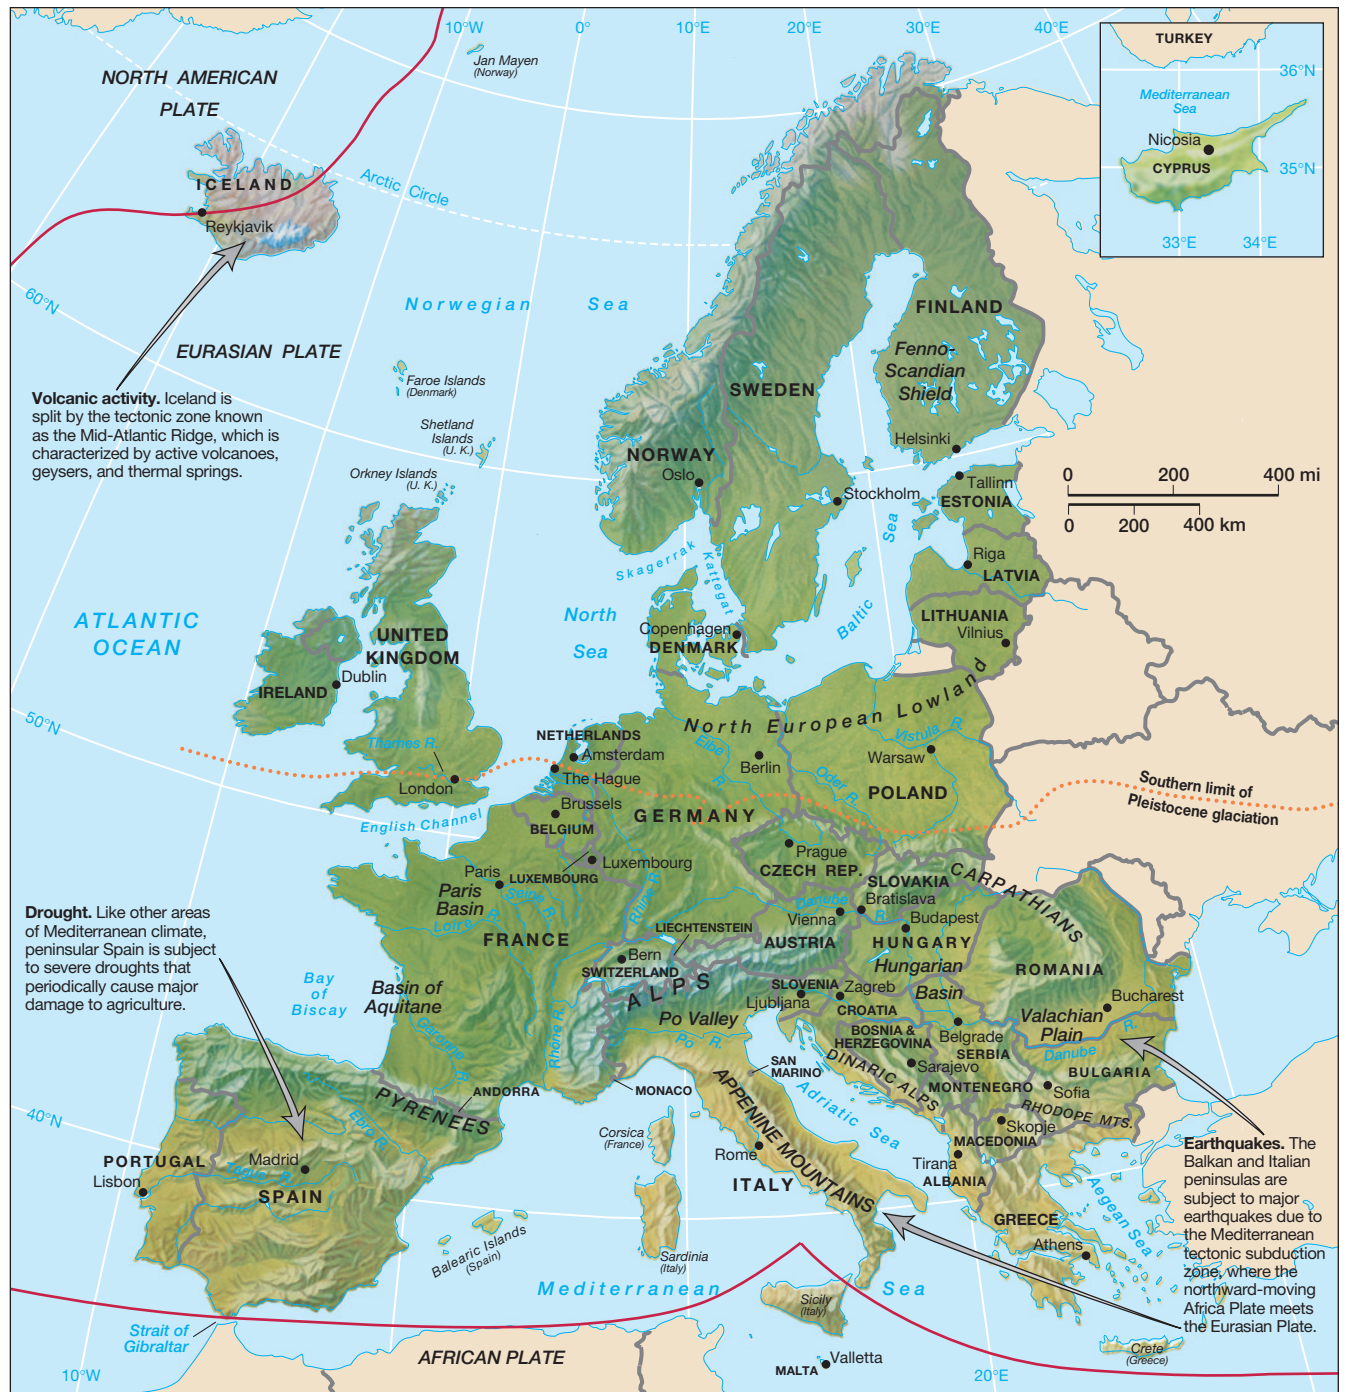 10°W
0°
10°E
20°E
30°E
40°E
Jan Mayen
(Norway)
TURKEY
36°N
Mediterranean
Sea
Nicosia
CYPRUS
35°N
33°E
34°E
NORTH AMERICAN
PLATE
ICELAND
Reykjavik
Arctic Circle
60°N
Norwegian Sea
EURASIAN PLATE
Faroe Islands
(Denmark)
Shetland
Islands
(U. K.)
Orkney Islands
(U. K.)
Volcanic activity. Iceland is
split by the tectonic zone known
as the Mid-Atlantic Ridge, which is
characterized by active volcanoes,
geysers, and thermal springs.
FINLAND
Fenno-
Scandian
Shield
SWEDEN
Helsinki
NORWAY
Oslo
Stockholm
Tallinn
ESTONIA
0 200 400 mi
0 200 400 km
Skagerrak
Kattegat
Baltic Sea
Riga
LATVIA
LITHUANIA
Vilnius
ATLANTIC
OCEAN
North
Sea
UNITED
KINGDOM
Copenhagen
DENMARK
IRELAND
Dublin
50°N
North European Lowland
NETHERLANDS
Amsterdam
The Hague
Thames R.
London
English Channel
Elbe R.
Berlin
Oder R.
Vistula R.
Warsaw
POLAND
Southern limit of
Pleistocene glaciation
Brussels
BELGIUM
GERMANY
Luxembourg
LUXEMBOURG
Prague
CZECH REP.
SLOVAKIA
Bratislava
CARPATHIANS
Paris
Paris
Basin
Seine R.
Loire R.
Rhine R.
FRANCE
LIECHTENSTEIN
Danube R.
Vienna
AUSTRIA
Budapest
HUNGARY
Hungarian
Basin
ROMANIA
Bucharest
Valachian
Plain
Drought. Like other areas
of Mediterranean climate,
peninsular Spain is subject
to severe droughts that
periodically cause major
damage to agriculture.
Bay
of
Biscay
Basin of
Aquitane
Garonne R.
Bern
SWITZERLAND
ALPS
Rhone R.
Po Valley
Po R.
SLOVENIA
Ljubljana
Zagreb
CROATIA
BOSNIA &
HERZEGOVINA
Sarajevo
Belgrade
SERBIA
DINARIC ALPS
MONTENEGRO
Danube R.
BULGARIA
Sofia
RHODOPE MTS.
Skopje
MACEDONIA
SAN
MARINO
MONACO
ANDORRA
PYRENEES
Adriatic Sea
APPENINE MOUNTAINS
40°N
Ebro R.
Corsica
(France)
Rome
ITALY
Tirana
ALBANIA
PORTUGAL
Lisbon
Madrid
Tagus R.
SPAIN
GREECE
Athens
Aegean Sea
Earthquakes. The
Balkan and Italian
peninsulas are
subject to major
earthquakes due to
the Mediterranean
tectonic subduction
zone, where the
northward-moving
Africa Plate meets
the Eurasian Plate.
Balearic Islands
(Spain)
Sardinia
(Italy)
Mediterranean Sea
Sicily
(Italy)
Strait of
Gibraltar
AFRICAN PLATE
MALTA
Valletta
Crete
(Greece)
10°W
20°E